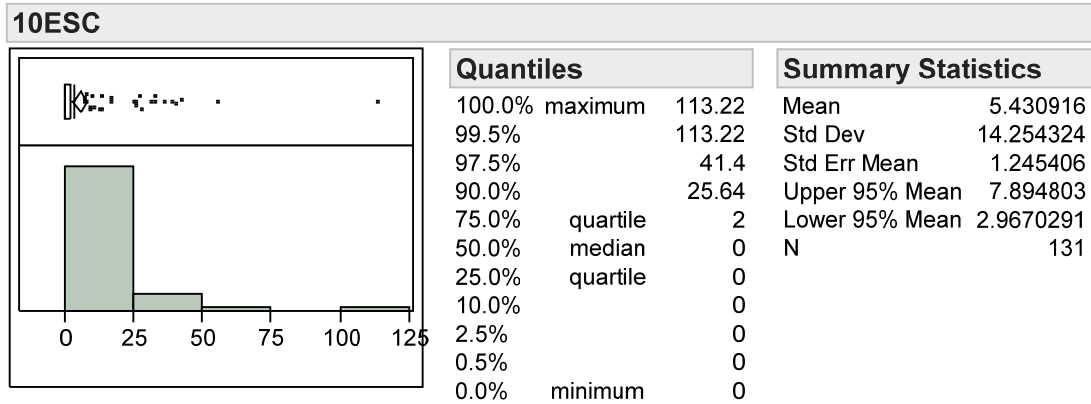 10ESC
Quantiles
100.0% maximum 113.22
99.5% 113.22
97.5% 41.4
90.0% 25.64
75.0% quartile 2
50.0% median 0
25.0% quartile 0
10.0% 0
2.5% 0
0.5% 0
0.0% minimum 0
Summary Statistics
Mean 5.430916
Std Dev 14.254324
Std Err Mean 1.245406
Upper 95% Mean 7.894803
Lower 95% Mean 2.9670291
N 131
0 25 50 75 100 125